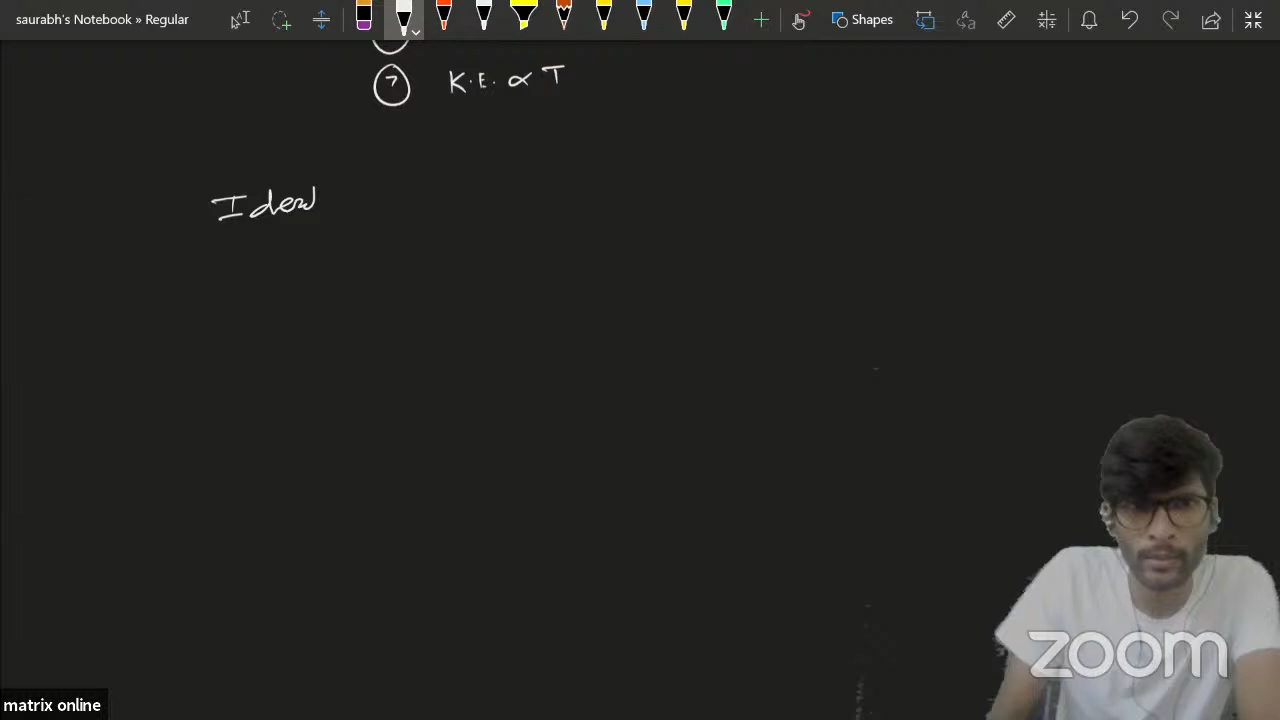 saurabh's Notebook » Regular
Shapes
7 K.E. ∝ T
Ideal
zoom
matrix online